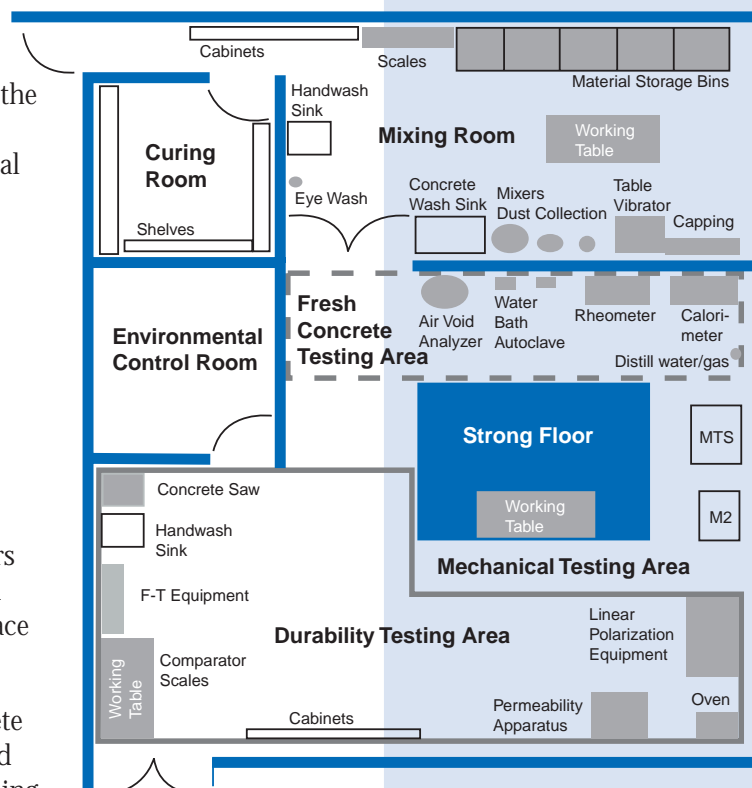 Cabinets
Scales
Material Storage Bins
the
al
Handwash
Sink
Mixing Room
Working
Table
Curing
Room
Eye Wash
Concrete
Wash Sink
Mixers
Dust Collection
Table
Vibrator
Capping
Shelves
Fresh
Concrete
Testing Area
Air Void
Analyzer
Water
Bath
Autoclave
Rheometer
Calori-
meter
Distill water/gas
Environmental
Control Room
Strong Floor
MTS
Working
Table
M2
Mechanical Testing Area
Concrete Saw
Handwash
Sink
F-T Equipment
rs
ce
Durability Testing Area
Linear
Polarization
Equipment
Working
Table
Comparator
Scales
Cabinets
Permeability
Apparatus
Oven
ete
d
ing